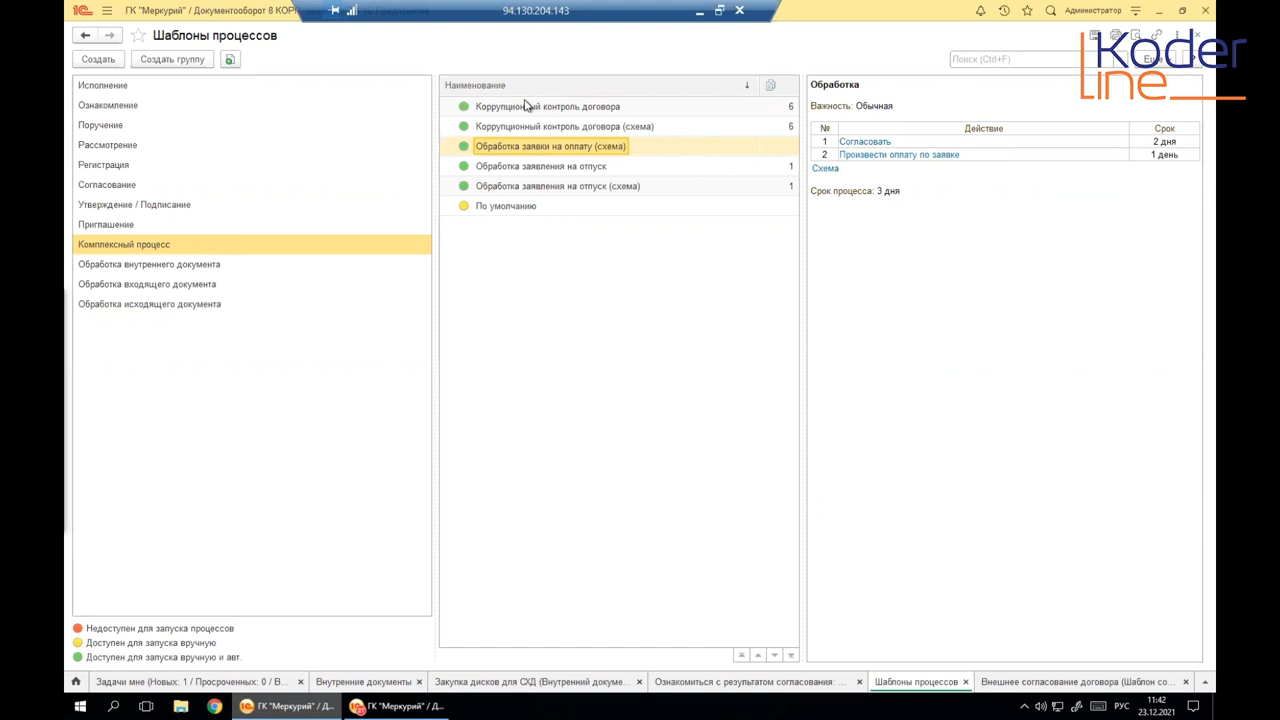 ГК "Меркурий" / Документооборот 8 КОРП
94.130.204.143
Администратор
Шаблоны процессов
Создать
Создать группу
Поиск (Ctrl+F)
Koder
line
Исполнение
Ознакомление
Поручение
Рассмотрение
Регистрация
Согласование
Утверждение / Подписание
Приглашение
Комплексный процесс
Обработка внутреннего документа
Обработка входящего документа
Обработка исходящего документа
Недоступен для запуска процессов
Доступен для запуска вручную
Доступен для запуска вручную и авт.
Наименование
Коррупционный контроль договора 6
Коррупционный контроль договора (схема) 6
Обработка заявки на оплату (схема)
Обработка заявления на отпуск 1
Обработка заявления на отпуск (схема) 1
По умолчанию
Обработка
Важность: Обычная
№ Действие Срок
1 Согласовать 2 дня
2 Произвести оплату по заявке 1 день
Схема
Срок процесса: 3 дня
Задачи мне (Новых: 1 / Просроченных: 0 / В...
Внутренние документы
Закупка дисков для СХД (Внутренний докуме...
Ознакомиться с результатом согласования: ...
Шаблоны процессов
Внешнее согласование договора (Шаблон со...
ГК "Меркурий" / Д...
ГК "Меркурий" / Д...
РУС
11:42
23.12.2021